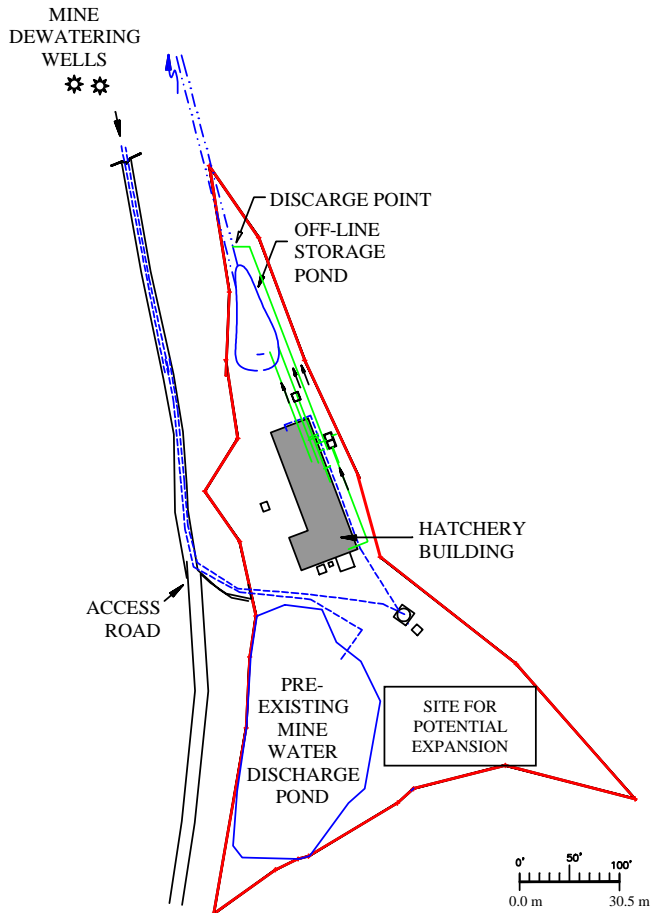 MINE
DEWATERING
WELLS
DISCARGE POINT
OFF-LINE
STORAGE
POND
HATCHERY
BUILDING
ACCESS
ROAD
PRE-
EXISTING
MINE
WATER
DISCHARGE
POND
SITE FOR
POTENTIAL
EXPANSION
0' 50' 100'
0.0 m 30.5 m